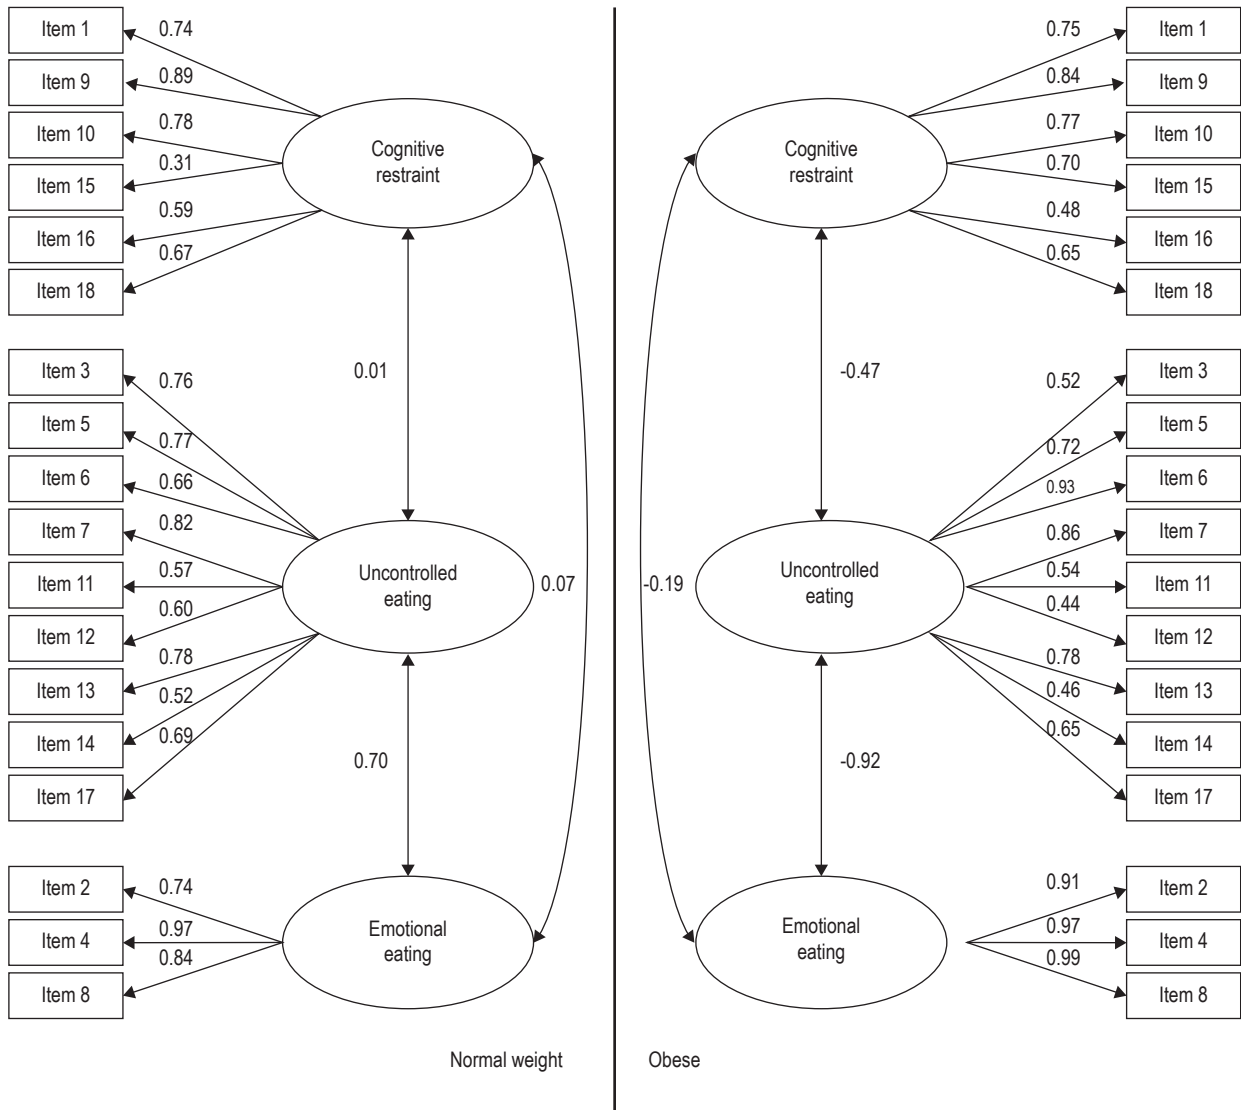 Item 1
0.74
Item 9
0.89
Item 10
0.78
Item 15
0.31
Item 16
0.59
Item 18
0.67
Cognitive
restraint
0.01
Item 3
0.76
Item 5
0.77
Item 6
0.66
Item 7
0.82
Item 11
0.57
Item 12
0.60
Item 13
0.78
Item 14
0.52
Item 17
0.69
Uncontrolled
eating
0.07
0.70
Item 2
0.74
Item 4
0.97
Item 8
0.84
Emotional
eating
Normal weight
0.75
Item 1
0.84
Item 9
0.77
Item 10
0.70
Item 15
0.48
Item 16
0.65
Item 18
Cognitive
restraint
-0.47
0.52
Item 3
0.72
Item 5
0.93
Item 6
0.86
Item 7
0.54
Item 11
0.44
Item 12
0.78
Item 13
0.46
Item 14
0.65
Item 17
Uncontrolled
eating
-0.19
-0.92
0.91
Item 2
0.97
Item 4
0.99
Item 8
Emotional
eating
Obese